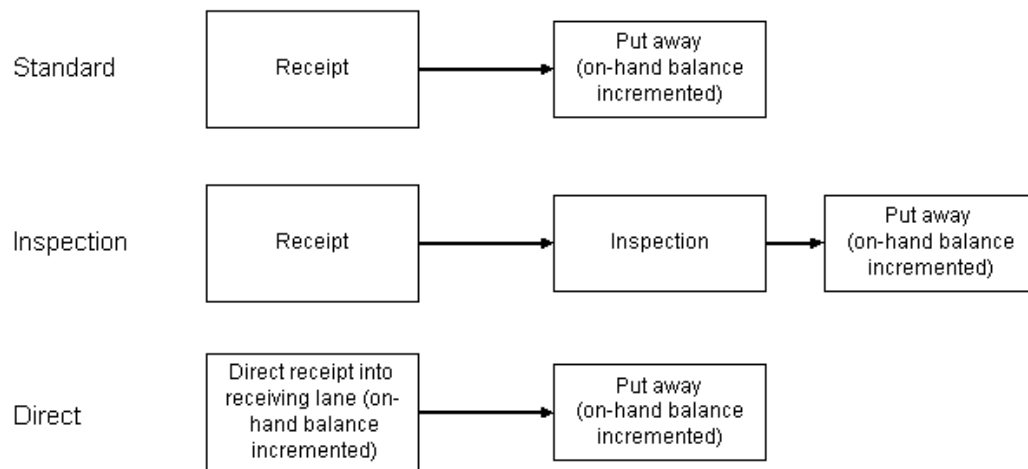 Standard
Receipt
Put away
(on-hand balance
incremented)
Inspection
Receipt
Inspection
Put away
(on-hand balance
incremented)
Direct
Direct receipt into
receiving lane (on-
hand balance
incremented)
Put away
(on-hand balance
incremented)